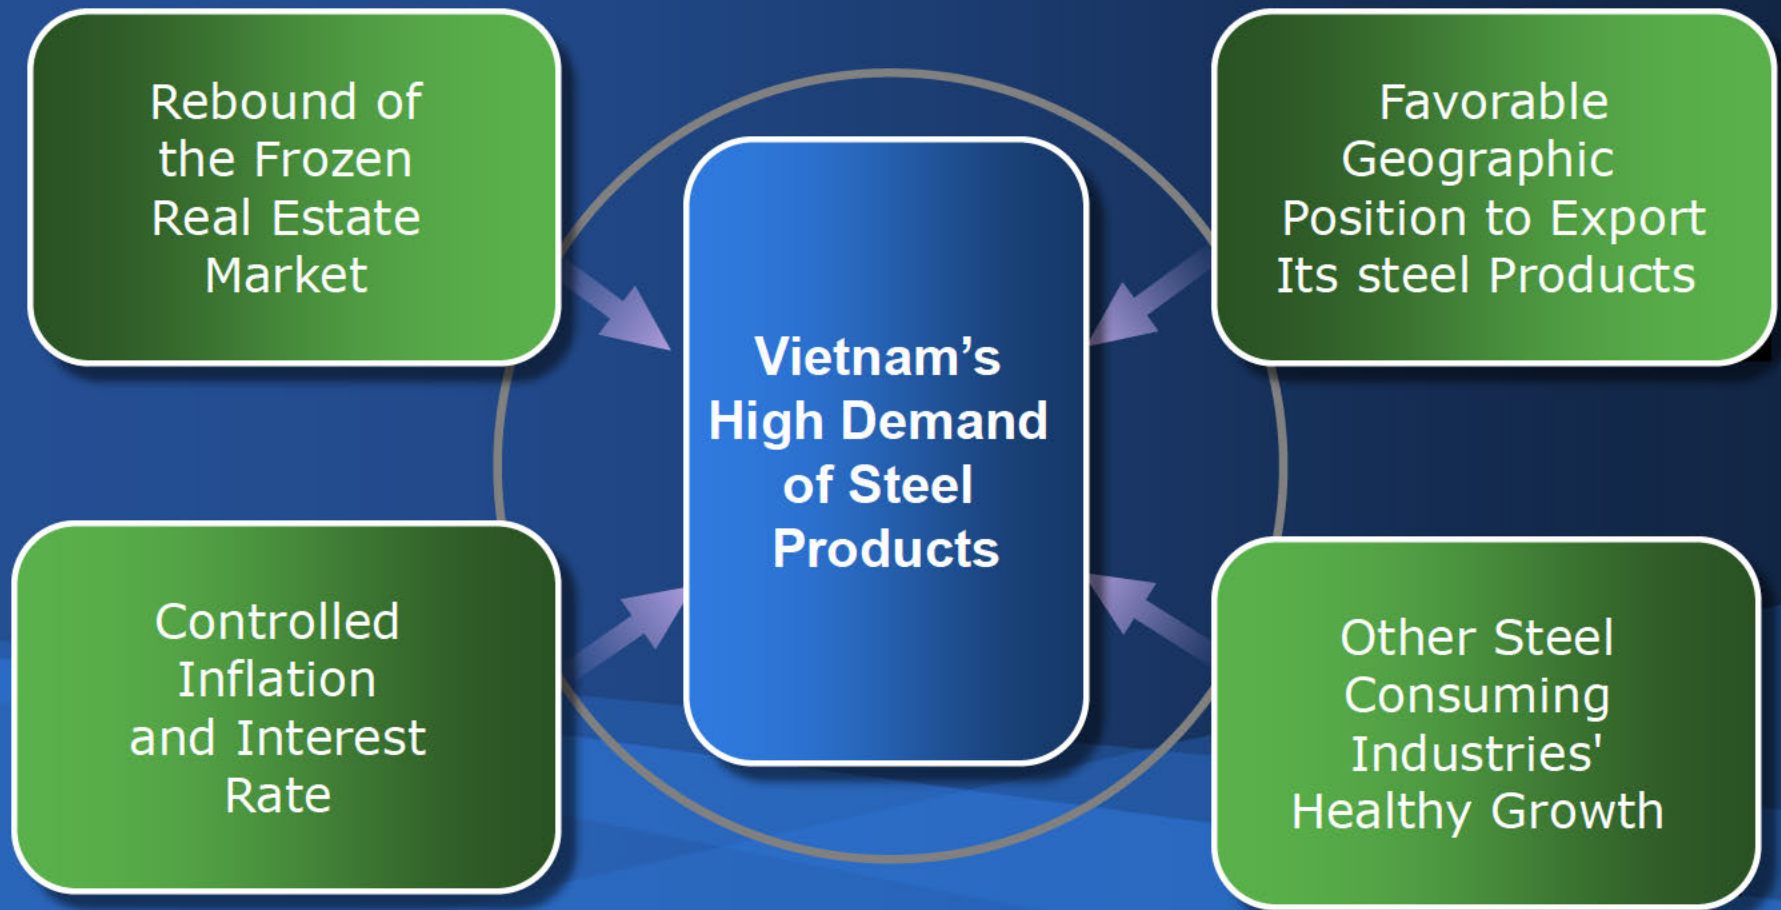 Rebound of
the Frozen
Real Estate
Market
Favorable
Geographic
Position to Export
Its steel Products
Vietnam’s
High Demand
of Steel
Products
Controlled
Inflation
and Interest
Rate
Other Steel
Consuming
Industries'
Healthy Growth